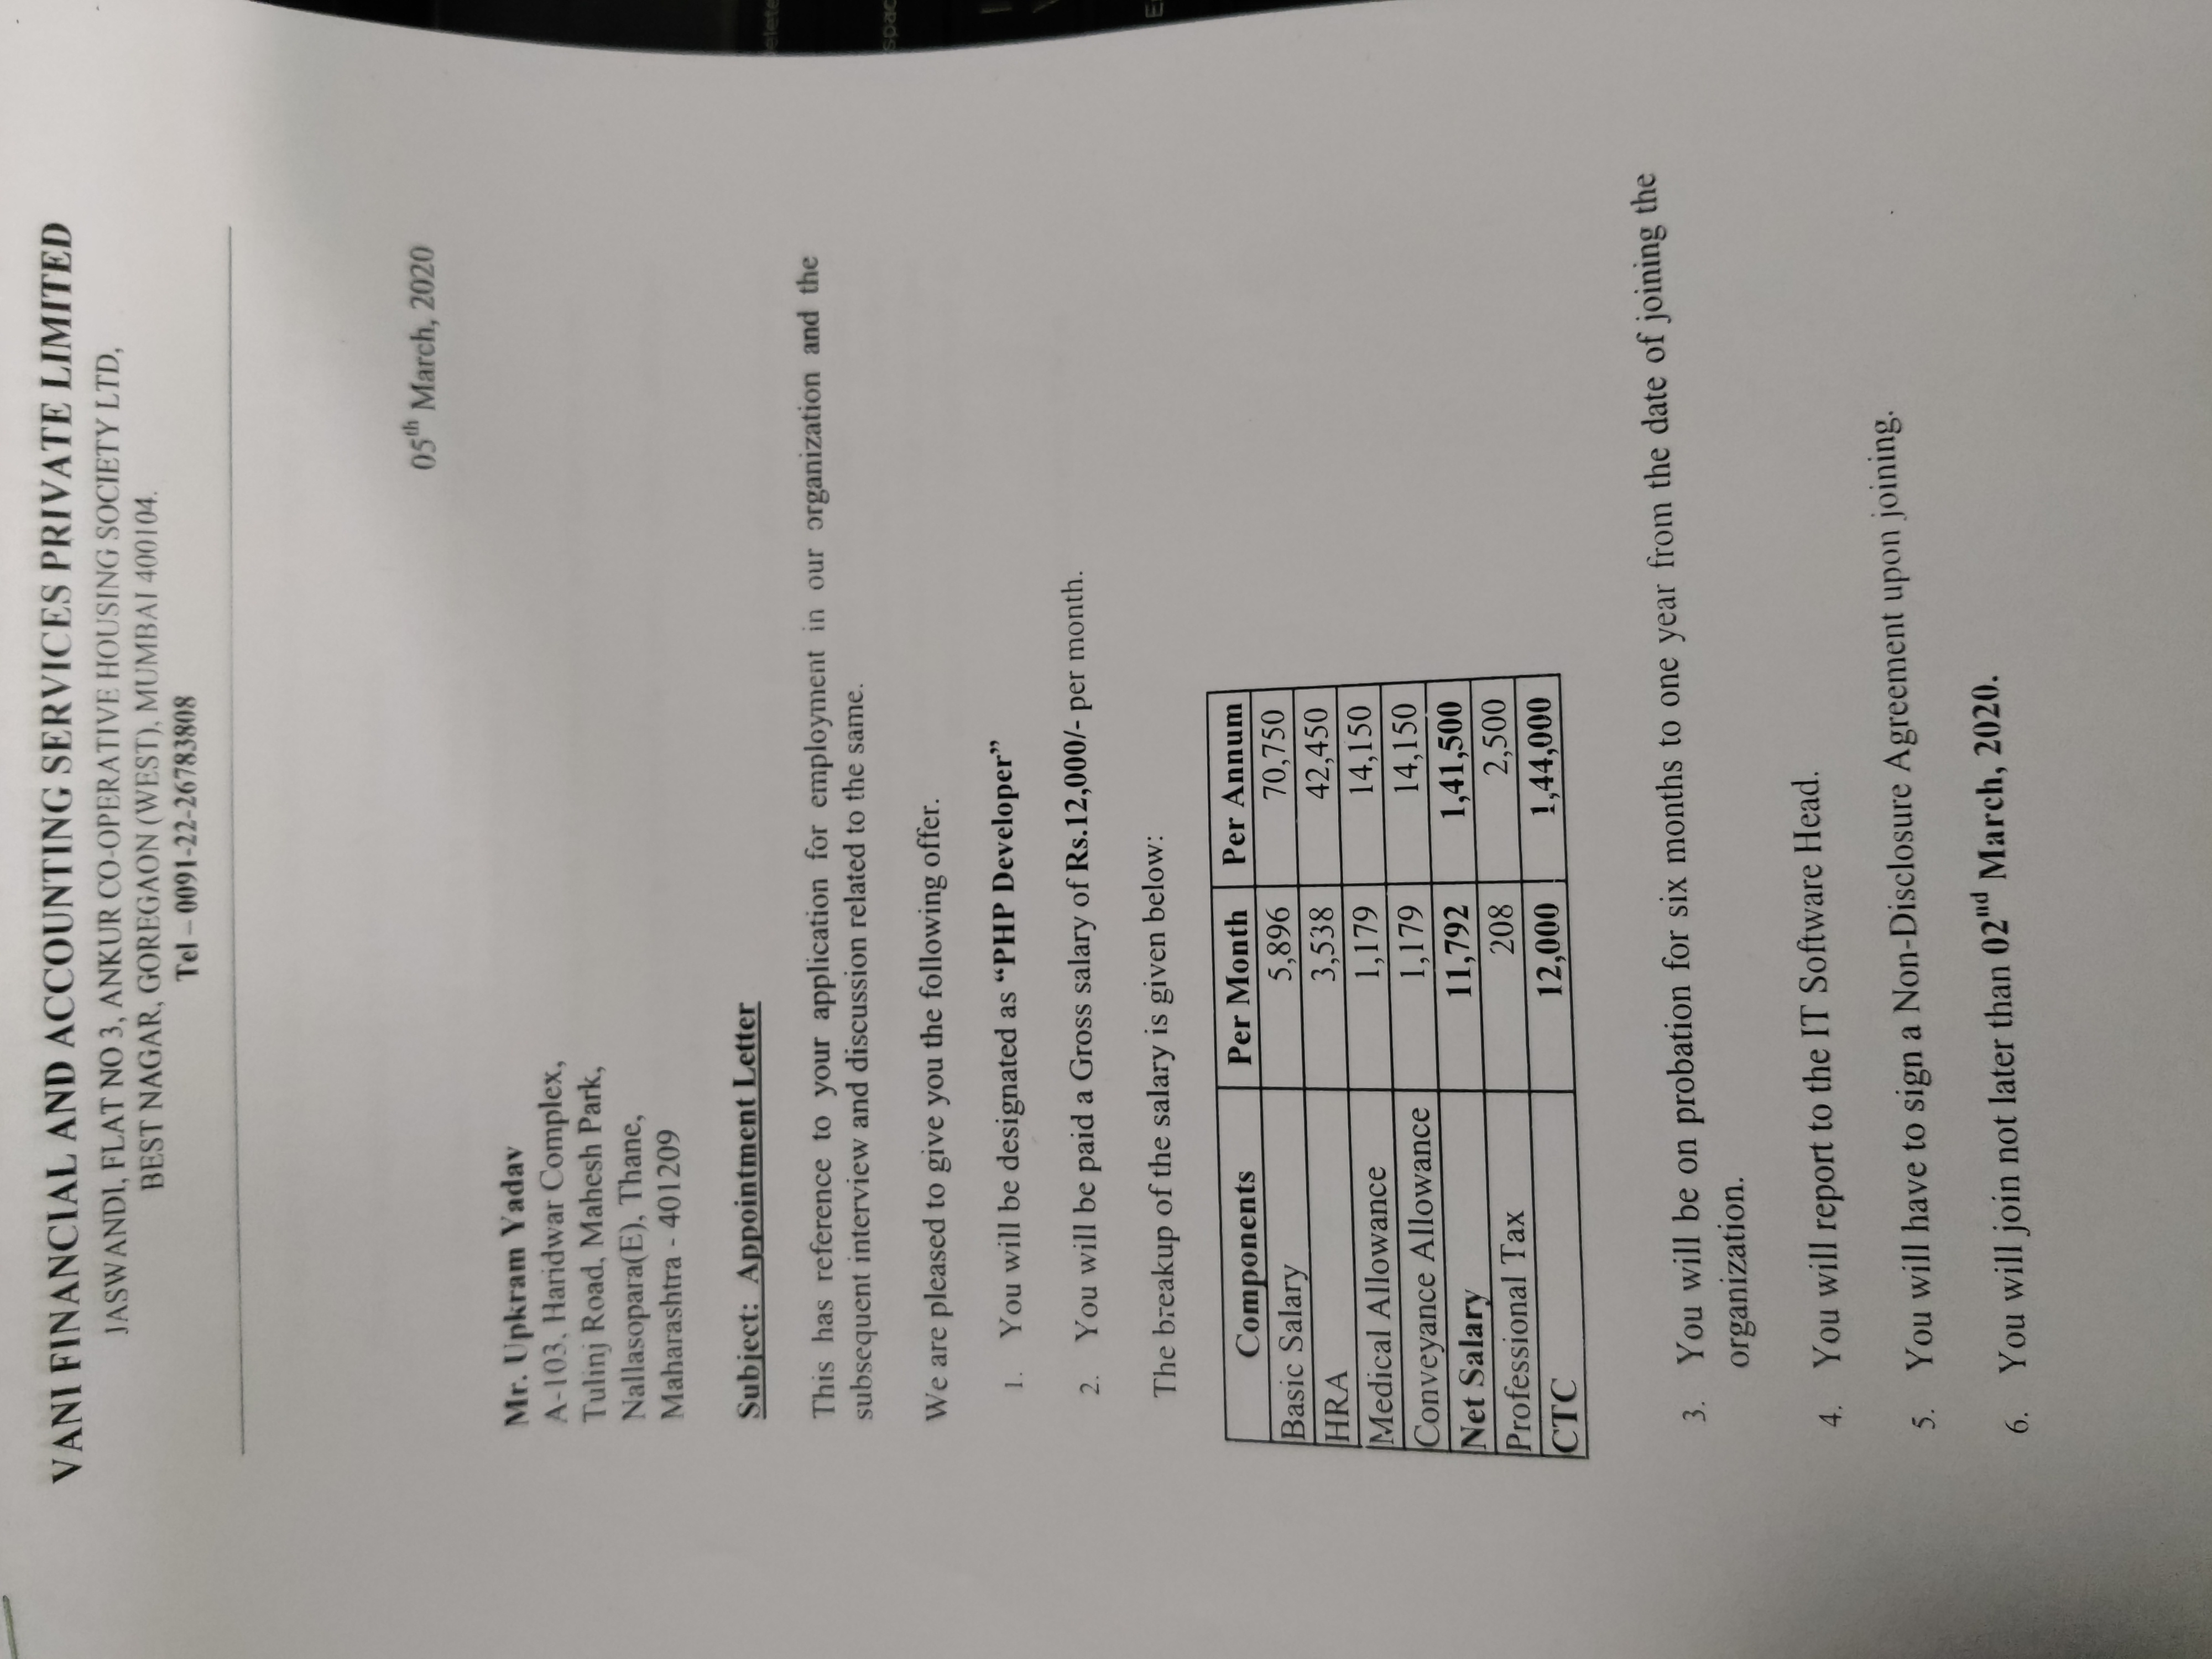 VANI FINANCIAL AND ACCOUNTING SERVICES PRIVATE LIMITED
JASWANDI, FLAT NO 3, ANKUR CO-OPERATIVE HOUSING SOCIETY LTD,
BEST NAGAR, GOREGAON (WEST), MUMBAI 400104.
Tel – 0091-22-26783808
05th March, 2020
Mr. Upkram Yadav
A-103, Haridwar Complex,
Tulinj Road, Mahesh Park,
Nallasopara(E), Thane,
Maharashtra - 401209
Subject: Appointment Letter
This has reference to your application for employment in our organization and the
subsequent interview and discussion related to the same.
We are pleased to give you the following offer.
1. You will be designated as “PHP Developer”
2. You will be paid a Gross salary of Rs.12,000/- per month.
The breakup of the salary is given below:
Components Per Month Per Annum
Basic Salary 5,896 70,750
HRA 3,538 42,450
Medical Allowance 1,179 14,150
Conveyance Allowance 1,179 14,150
Net Salary 11,792 1,41,500
Professional Tax 208 2,500
CTC 12,000 1,44,000
3. You will be on probation for six months to one year from the date of joining the
organization.
4. You will report to the IT Software Head.
5. You will have to sign a Non-Disclosure Agreement upon joining.
6. You will join not later than 02nd March, 2020.